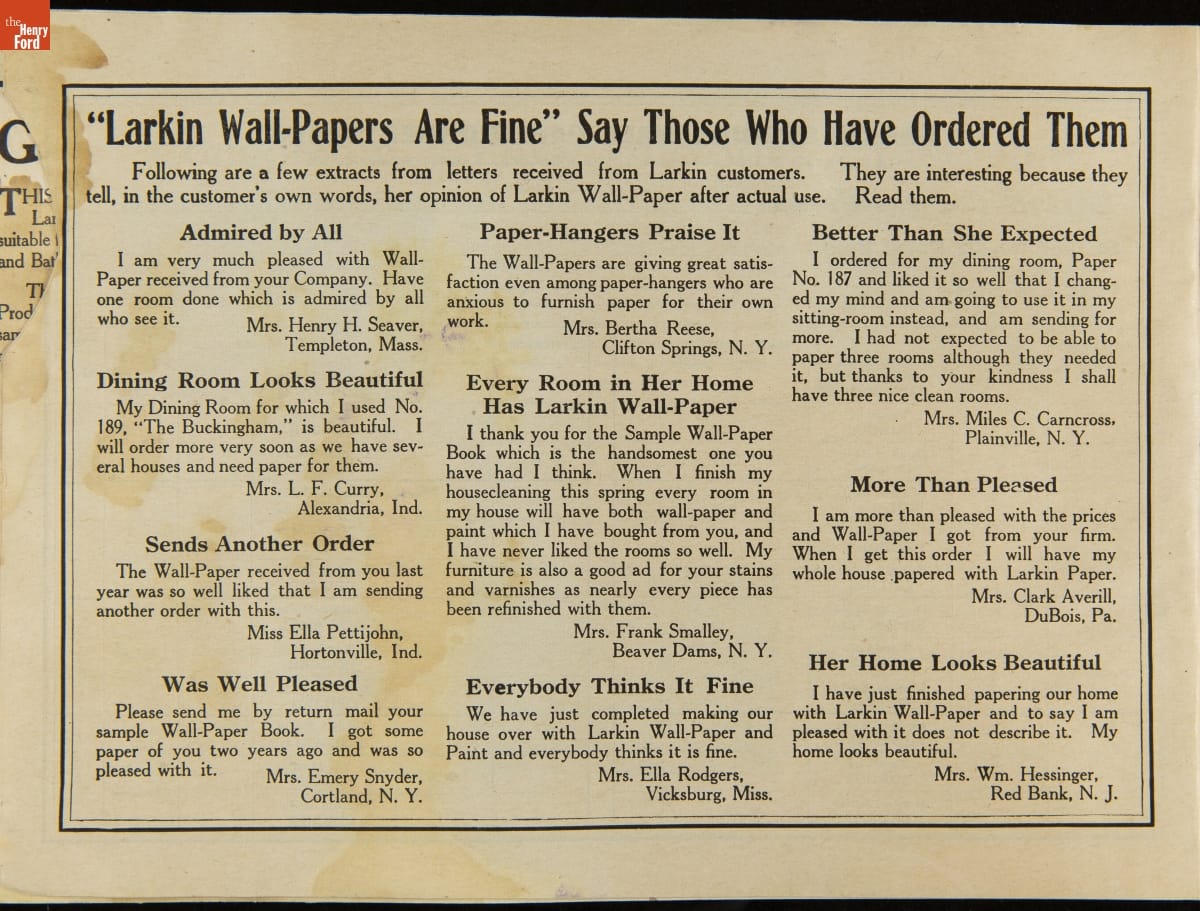 the
Henry
Ford
G
THIS
suitable
and Bat
"Larkin Wall-Papers Are Fine" Say Those Who Have Ordered Them
Following are a few extracts from letters received from Larkin customers. They are interesting because they
tell, in the customer's own words, her opinion of Larkin Wall-Paper after actual use. Read them.
Admired by All
I am very much pleased with Wall-
Paper received from your Company. Have
one room done which is admired by all
who see it.
Mrs. Henry H. Seaver,
Templeton, Mass.
Dining Room Looks Beautiful
My Dining Room for which I used No.
189, "The Buckingham," is beautiful. I
will order more very soon as we have sev-
eral houses and need paper for them.
Mrs. L. F. Curry,
Alexandria, Ind.
Sends Another Order
The Wall-Paper received from you last
year was so well liked that I am sending
another order with this.
Miss Ella Pettijohn,
Hortonville, Ind.
Was Well Pleased
Please send me by return mail your
sample Wall-Paper Book. I got some
paper of you two years ago and was so
pleased with it.
Mrs. Emery Snyder,
Cortland, N. Y.
Paper-Hangers Praise It
The Wall-Papers are giving great satis-
faction even among paper-hangers who are
anxious to furnish paper for their own
work.
Mrs. Bertha Reese,
Clifton Springs, N. Y.
Every Room in Her Home
Has Larkin Wall-Paper
I thank you for the Sample Wall-Paper
Book which is the handsomest one you
have had I think. When I finish my
housecleaning this spring every room in
my house will have both wall-paper and
paint which I have bought from you, and
I have never liked the rooms so well. My
furniture is also a good ad for your stains
and varnishes as nearly every piece has
been refinished with them.
Mrs. Frank Smalley,
Beaver Dams, N. Y.
Everybody Thinks It Fine
We have just completed making our
house over with Larkin Wall-Paper and
Paint and everybody thinks it is fine.
Mrs. Ella Rodgers,
Vicksburg, Miss.
Better Than She Expected
I ordered for my dining room, Paper
No. 187 and liked it so well that I chang-
ed my mind and am going to use it in my
sitting-room instead, and am sending for
more. I had not expected to be able to
paper three rooms although they needed
it, but thanks to your kindness I shall
have three nice clean rooms.
Mrs. Miles C. Carncross,
Plainville, N. Y.
More Than Pleased
I am more than pleased with the prices
and Wall-Paper I got from your firm.
When I get this order I will have my
whole house papered with Larkin Paper.
Mrs. Clark Averill,
DuBois, Pa.
Her Home Looks Beautiful
I have just finished papering our home
with Larkin Wall-Paper and to say I am
pleased with it does not describe it. My
home looks beautiful.
Mrs. Wm. Hessinger,
Red Bank, N. J.